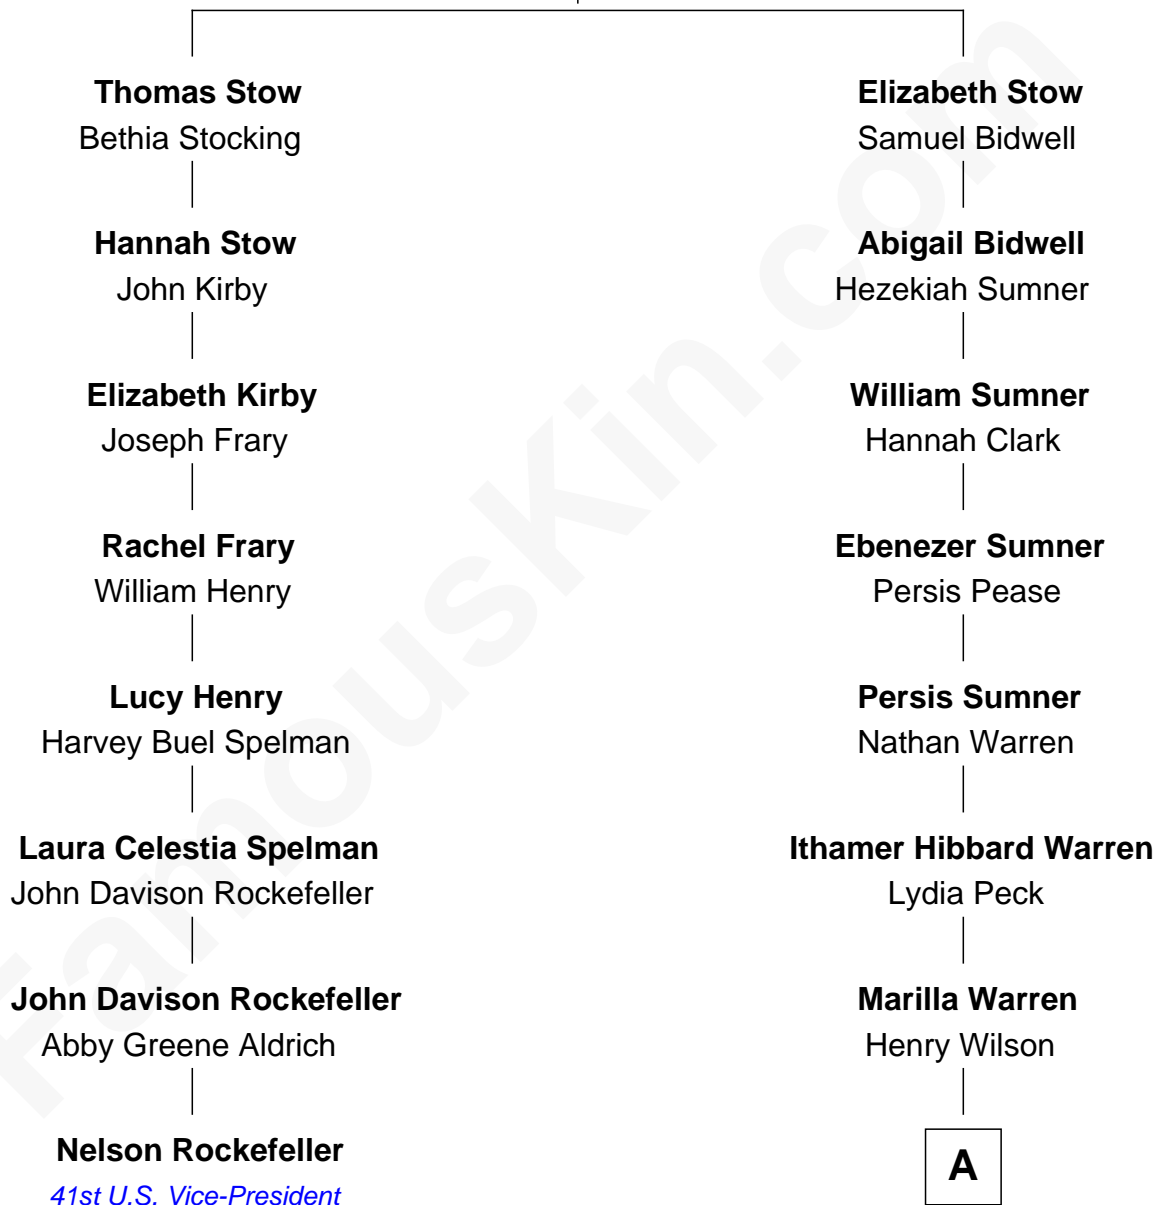 Thomas Stow
Bethia Stocking
Hannah Stow
John Kirby
Elizabeth Kirby
Joseph Frary
Rachel Frary
William Henry
Lucy Henry
Harvey Buel Spelman
Laura Celestia Spelman
John Davison Rockefeller
John Davison Rockefeller
Abby Greene Aldrich
Nelson Rockefeller
41st U.S. Vice-President
Elizabeth Stow
Samuel Bidwell
Abigail Bidwell
Hezekiah Sumner
William Sumner
Hannah Clark
Ebenezer Sumner
Persis Pease
Persis Sumner
Nathan Warren
Ithamer Hibbard Warren
Lydia Peck
Marilla Warren
Henry Wilson
A
FamousKin.com